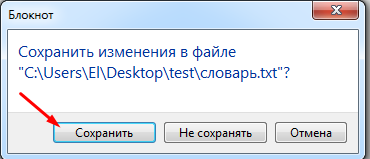 Блокнот
Сохранить изменения в файле
"C:\Users\El\Desktop\test\словарь.txt"?
Сохранить
Не сохранять
Отмена